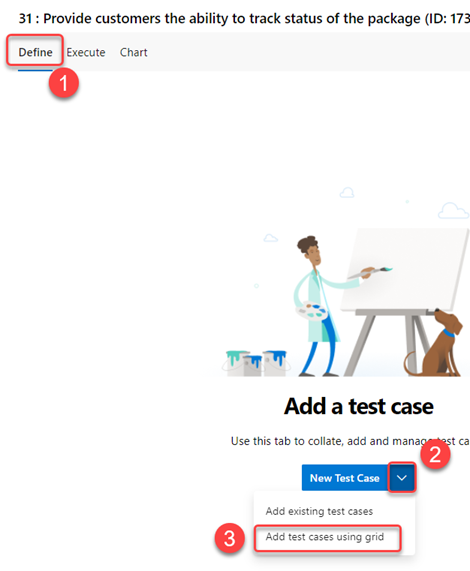 31 : Provide customers the ability to track status of the package (ID: 173
Define Execute Chart
1
Add a test case
Use this tab to collate, add and manage test ca
2
New Test Case
Add existing test cases
3 Add test cases using grid